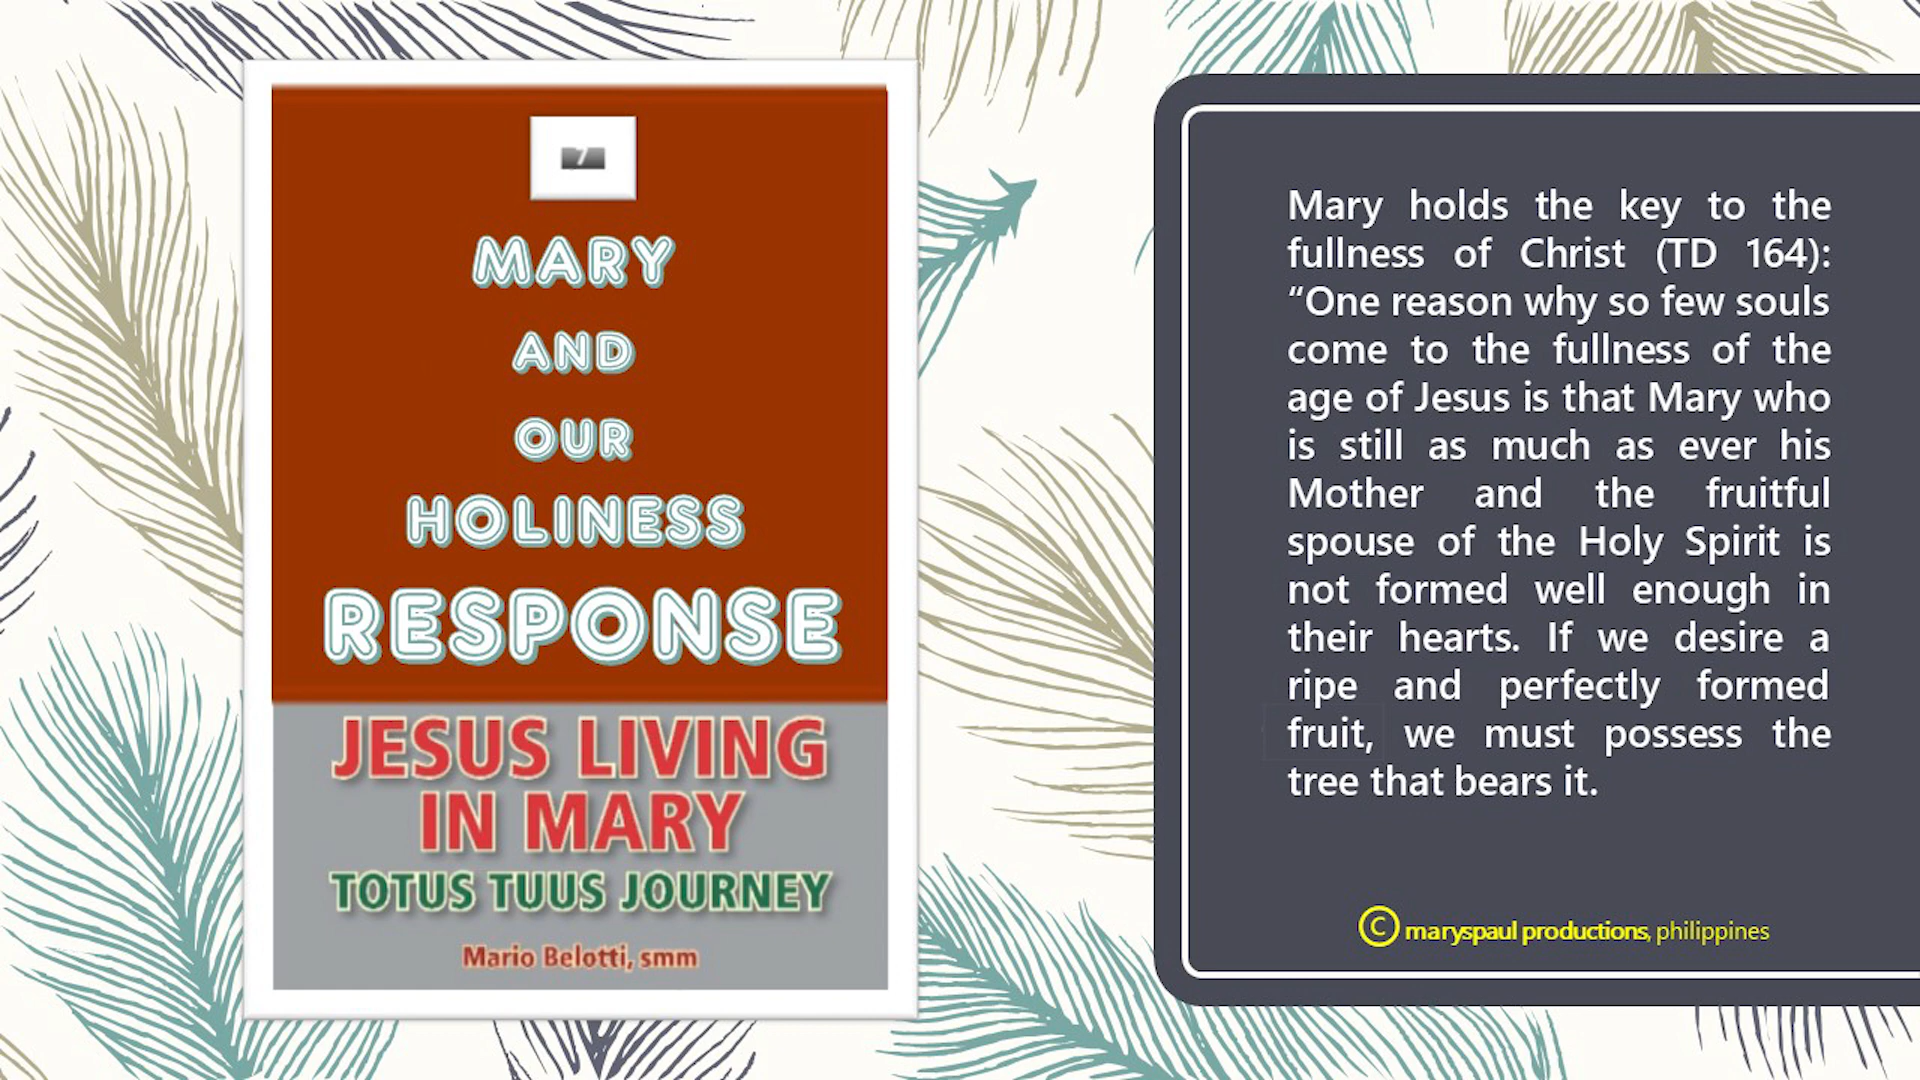 7
MARY
AND
OUR
HOLINESS
RESPONSE
JESUS LIVING
IN MARY
TOTUS TUUS JOURNEY
Mario Belotti, smm
Mary holds the key to the
fullness of Christ (TD 164):
“One reason why so few souls
come to the fullness of the
age of Jesus is that Mary who
is still as much as ever his
Mother and the fruitful
spouse of the Holy Spirit is
not formed well enough in
their hearts. If we desire a
ripe and perfectly formed
fruit, we must possess the
tree that bears it.
© maryspaul productions, philippines